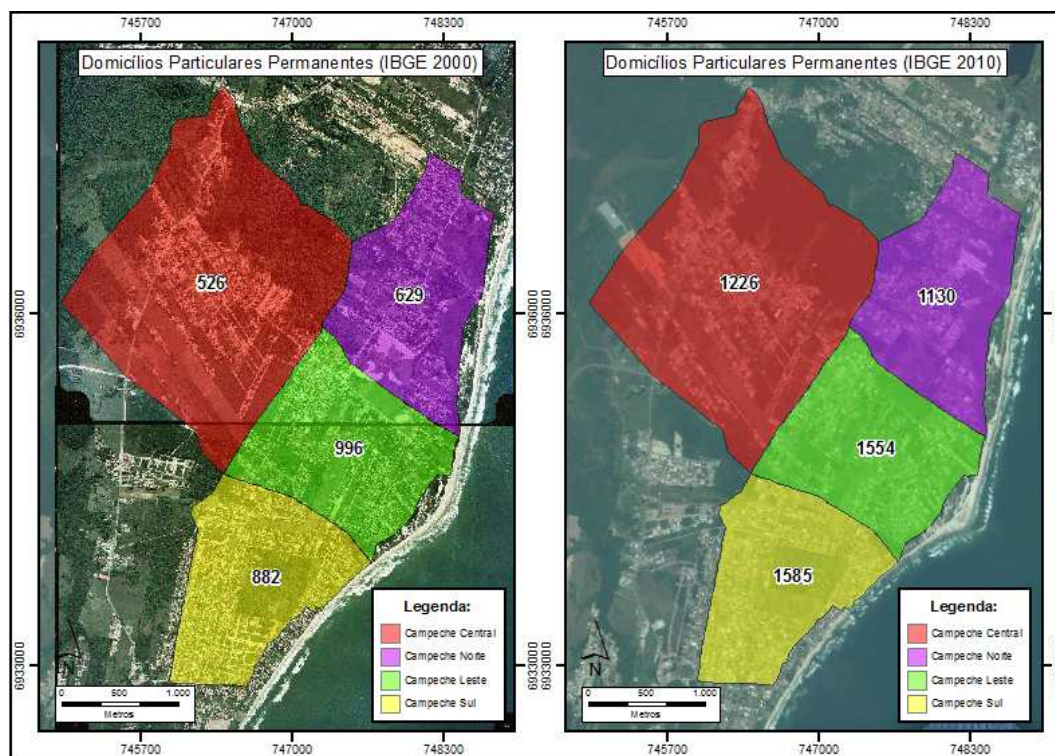 745700 747000 748300 745700 747000 748300
Domicílios Particulares Permanentes (IBGE 2000)
Domicílios Particulares Permanentes (IBGE 2010)
526
629
996
882
6936000
6933000
Legenda:
Campeche Central
Campeche Norte
Campeche Leste
Campeche Sul
N
0 500 1.000
Metros
1226
1130
1554
1585
6936000
6933000
Legenda:
Campeche Central
Campeche Norte
Campeche Leste
Campeche Sul
N
0 500 1.000
Metros
745700 747000 748300 745700 747000 748300